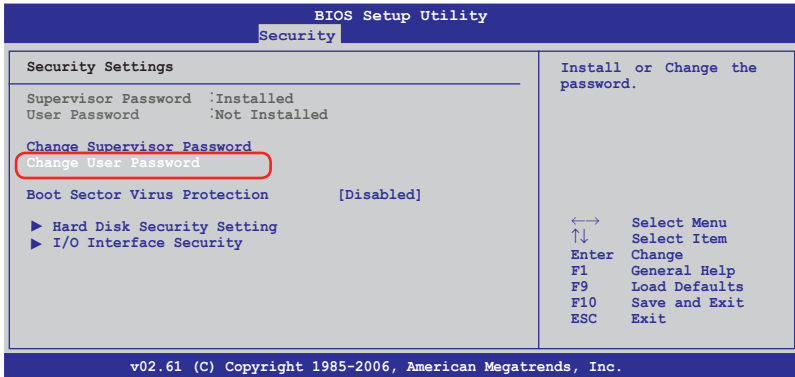 BIOS Setup Utility
Security
Security Settings
Supervisor Password :Installed
User Password :Not Installed
Change Supervisor Password
Change User Password
Boot Sector Virus Protection [Disabled]
▶ Hard Disk Security Setting
▶ I/O Interface Security
Install or Change the
password.
←→ Select Menu
↑↓ Select Item
Enter Change
F1 General Help
F9 Load Defaults
F10 Save and Exit
ESC Exit
v02.61 (C) Copyright 1985-2006, American Megatrends, Inc.